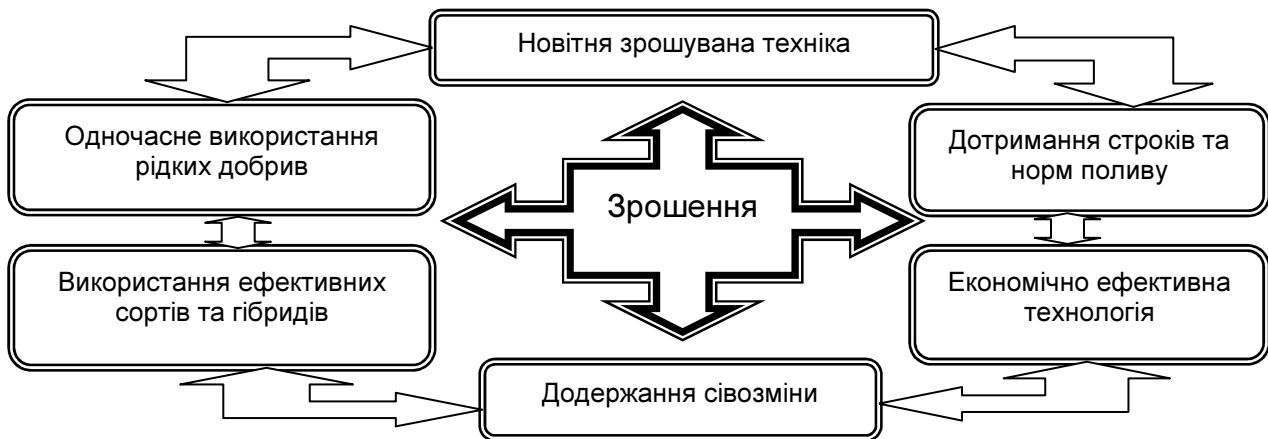 Новітня зрошувана техніка
Одночасне використання
рідких добрив
Дотримання строків та
норм поливу
Зрошення
Використання ефективних
сортів та гібридів
Економічно ефективна
технологія
Додержання сівозміни